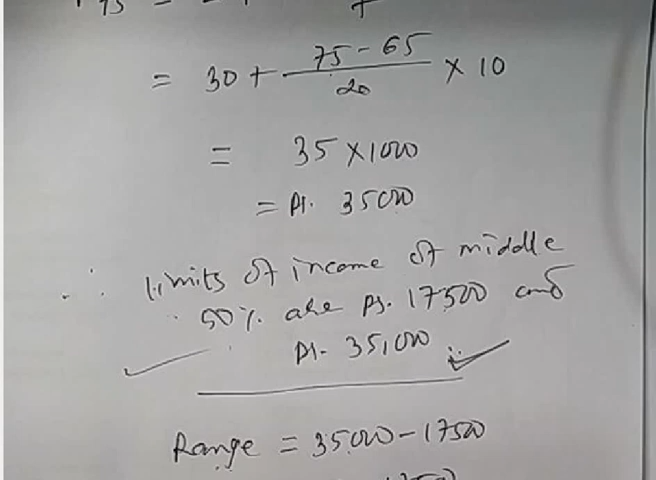 P75 =
= 30 + 75 - 65 / 20 × 10
= 35 × 1000
= Rs. 35000
∴ limits of income of middle
50% are Rs. 17500 and
Rs. 35,000
Range = 35000 - 17500